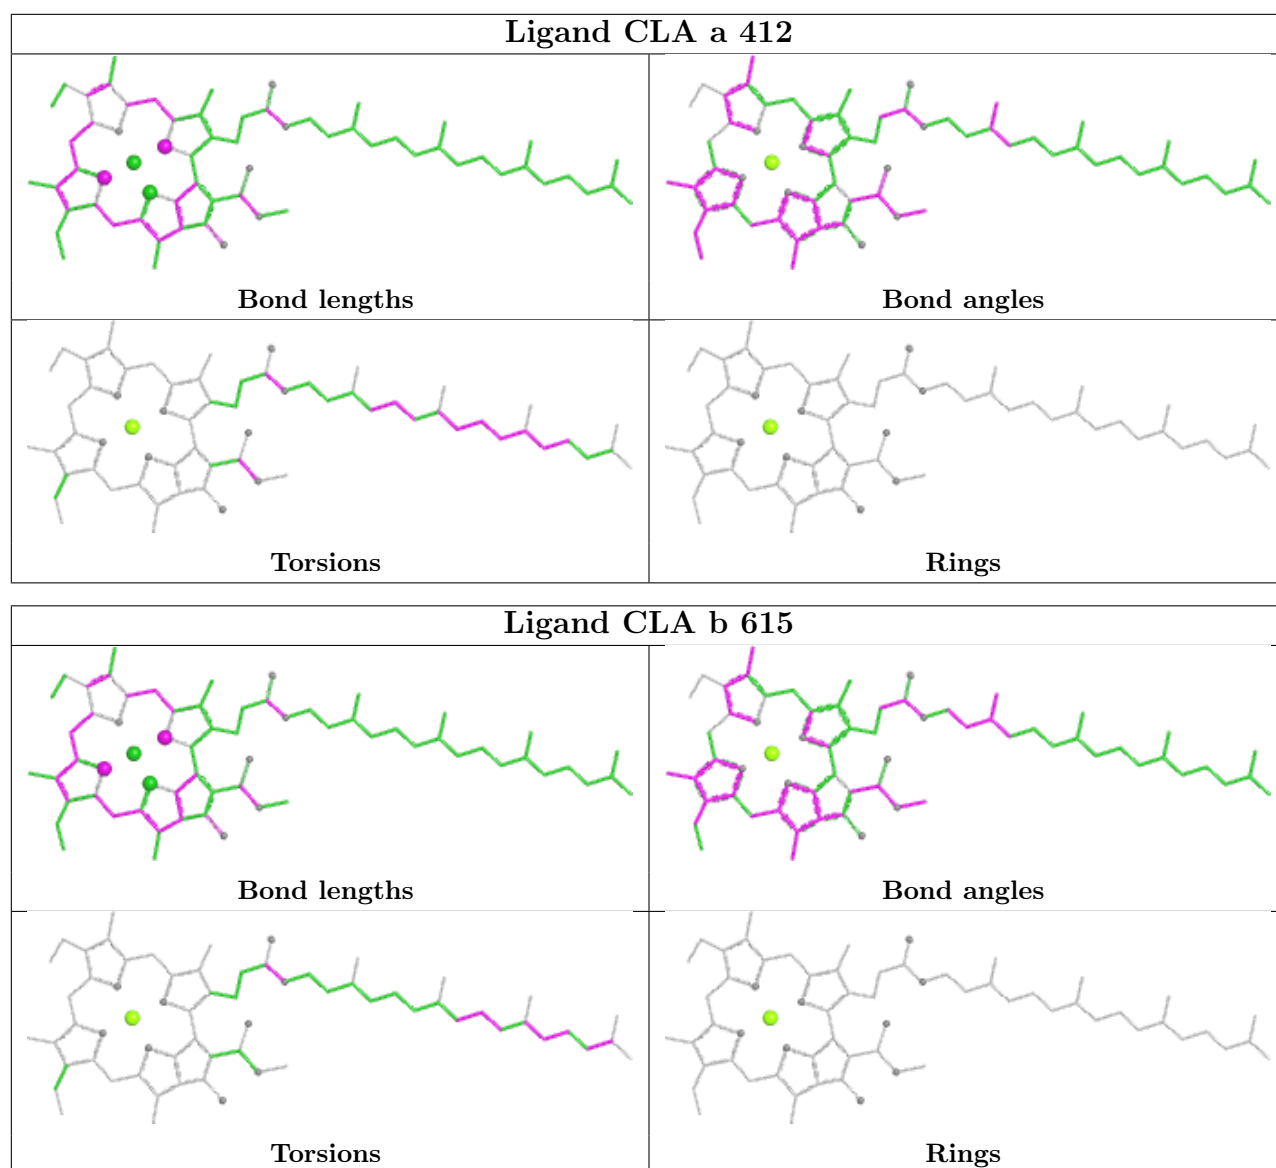 Ligand CLA a 412
Bond lengths
Bond angles
Torsions
Rings
Ligand CLA b 615
Bond lengths
Bond angles
Torsions
Rings